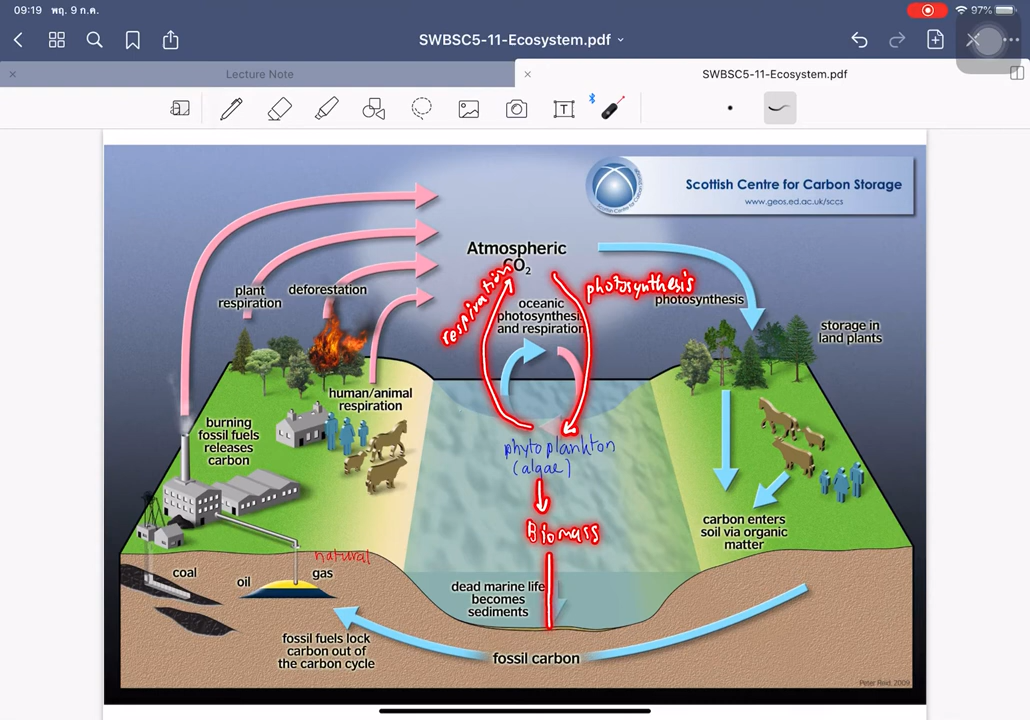 09:19 พฤ. 9 ก.ค.
97%
SWBSC5-11-Ecosystem.pdf
Lecture Note
SWBSC5-11-Ecosystem.pdf
T
Scottish Centre for Carbon Storage
www.geos.ed.ac.uk/sccs
Atmospheric
CO₂
respiration
photosynthesis
plant
respiration
deforestation
oceanic
photosynthesis
and respiration
photosynthesis
storage in
land plants
human/animal
respiration
burning
fossil fuels
releases
carbon
phytoplankton
(algae)
Biomass
carbon enters
soil via organic
matter
natural
coal
oil
gas
dead marine life
becomes
sediments
fossil fuels lock
carbon out of
the carbon cycle
fossil carbon
Peter Reid. 2009